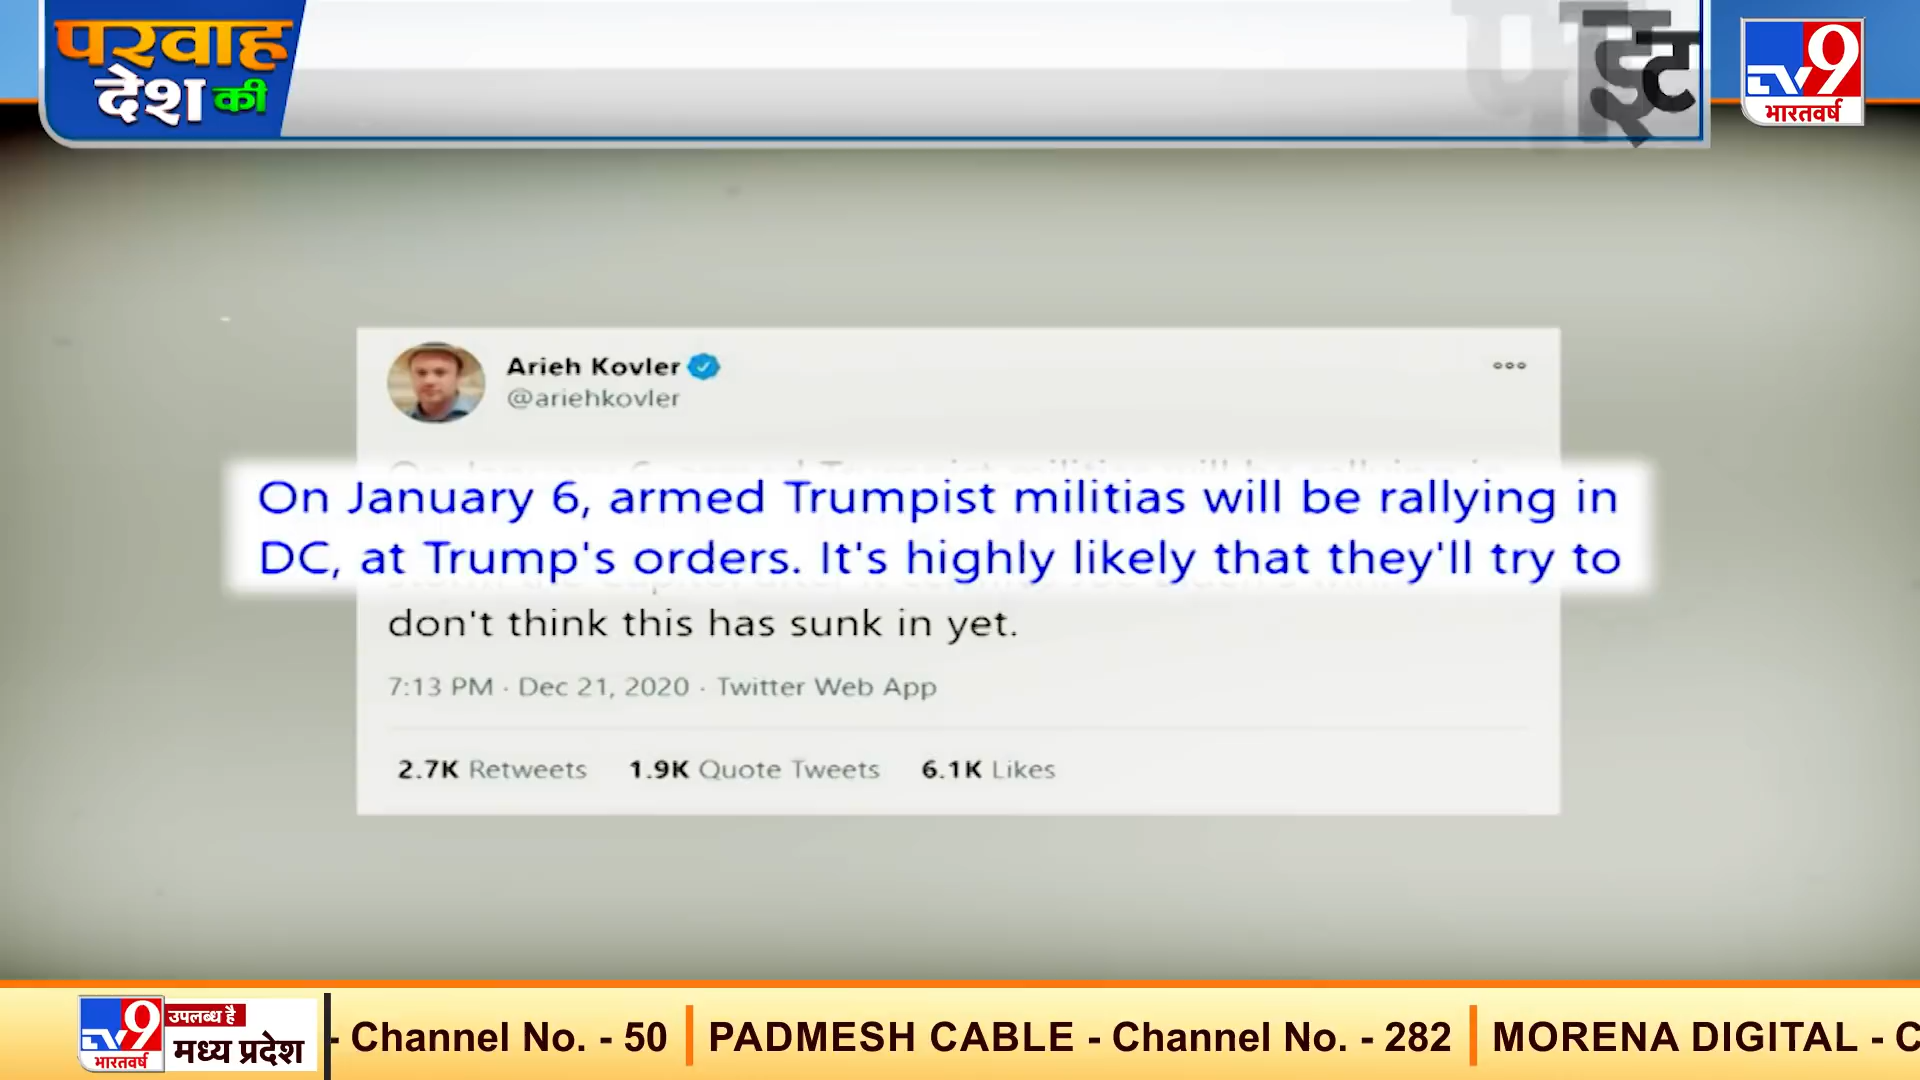 परवाह
देश की
TV9
भारतवर्ष
Arieh Kovler
@ariehkovler
On January 6, armed Trumpist militias will be rallying in
DC, at Trump's orders. It's highly likely that they'll try to
don't think this has sunk in yet.
7:13 PM · Dec 21, 2020 · Twitter Web App
2.7K Retweets 1.9K Quote Tweets 6.1K Likes
TV9
भारतवर्ष
उपलब्ध है
मध्य प्रदेश
- Channel No. - 50 | PADMESH CABLE - Channel No. - 282 | MORENA DIGITAL - C